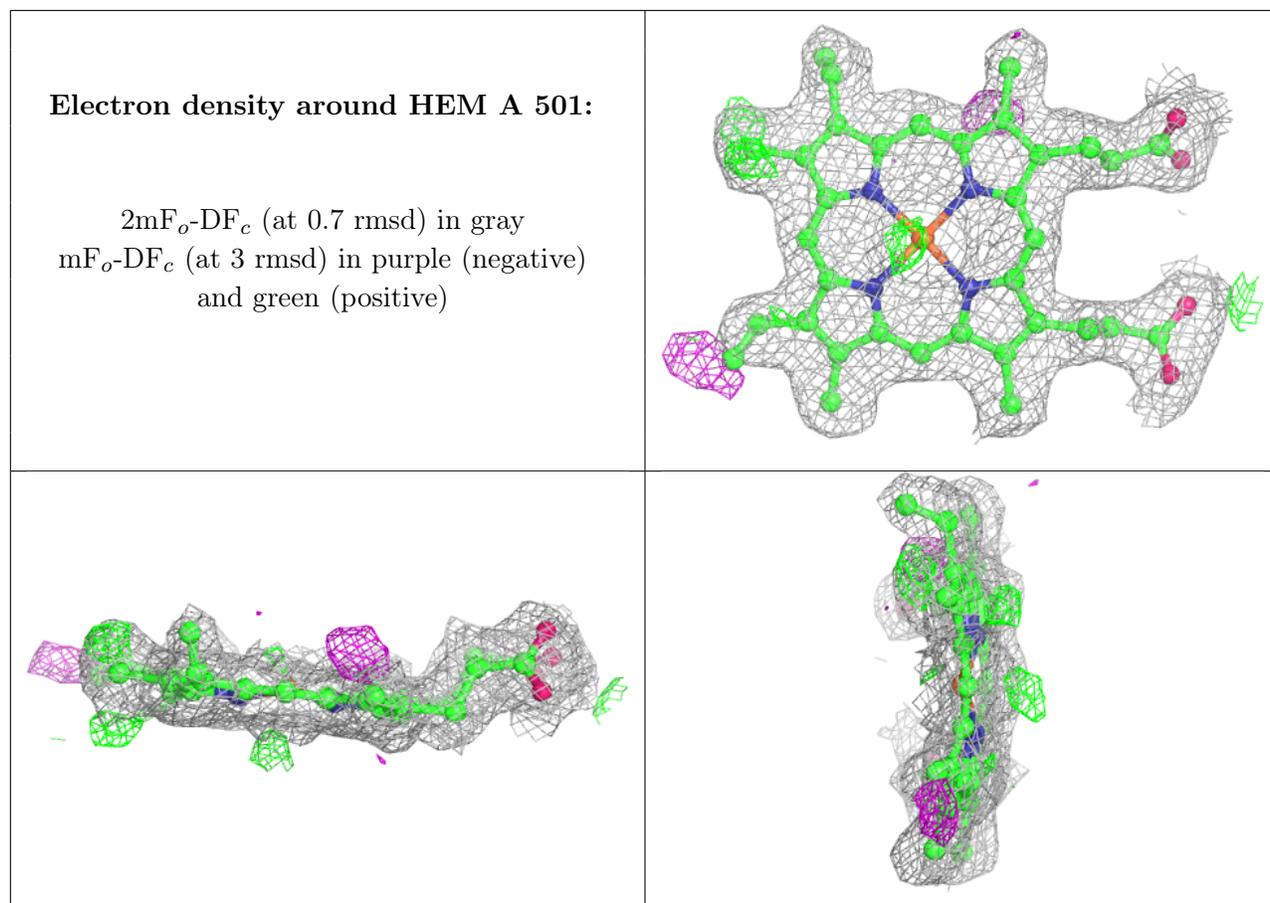 Electron density around HEM A 501:
2mFo-DFc (at 0.7 rmsd) in gray
mFo-DFc (at 3 rmsd) in purple (negative)
and green (positive)